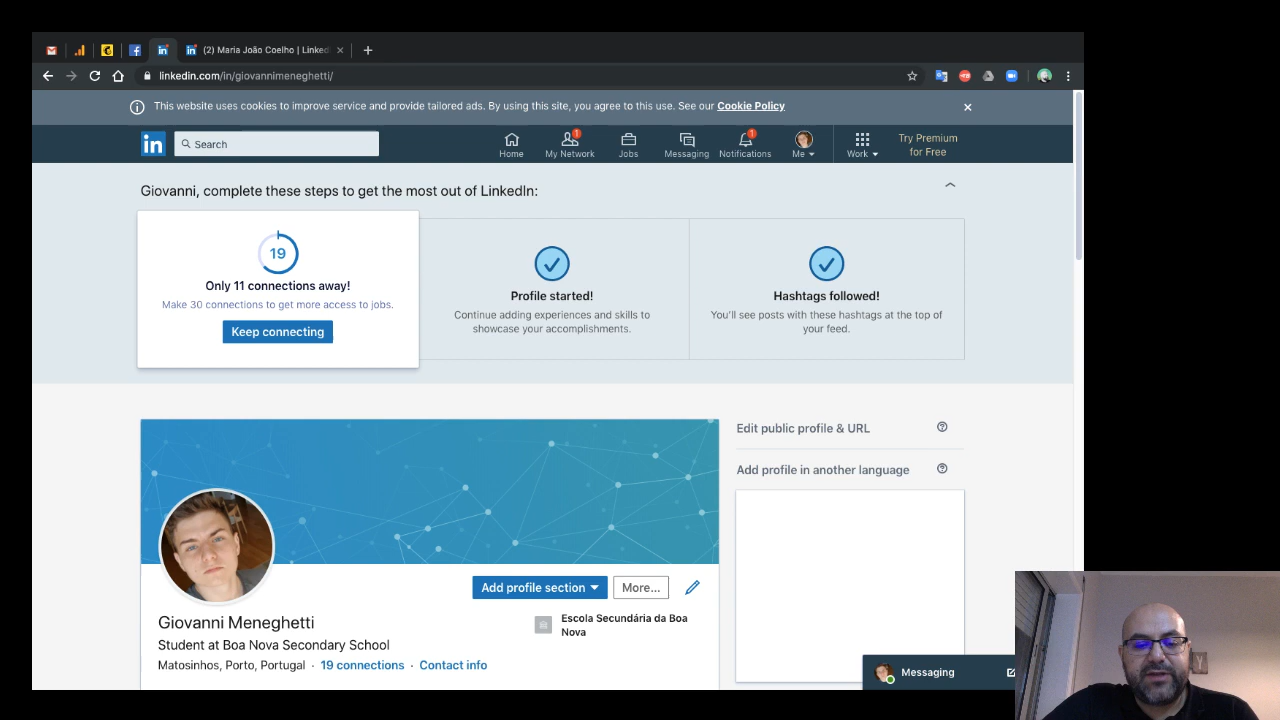 (2) Maria João Coelho | Linked
linkedin.com/in/giovannimeneghetti/
This website uses cookies to improve service and provide tailored ads. By using this site, you agree to this use. See our Cookie Policy
in Search
Home My Network Jobs Messaging Notifications Me Work
1 1
Try Premium
for Free
Giovanni, complete these steps to get the most out of LinkedIn:
19
Only 11 connections away!
Make 30 connections to get more access to jobs.
Keep connecting
Profile started!
Continue adding experiences and skills to
showcase your accomplishments.
Hashtags followed!
You'll see posts with these hashtags at the top of
your feed.
Edit public profile & URL
Add profile in another language
Add profile section
More...
Giovanni Meneghetti
Student at Boa Nova Secondary School
Matosinhos, Porto, Portugal · 19 connections · Contact info
Escola Secundária da Boa
Nova
Messaging